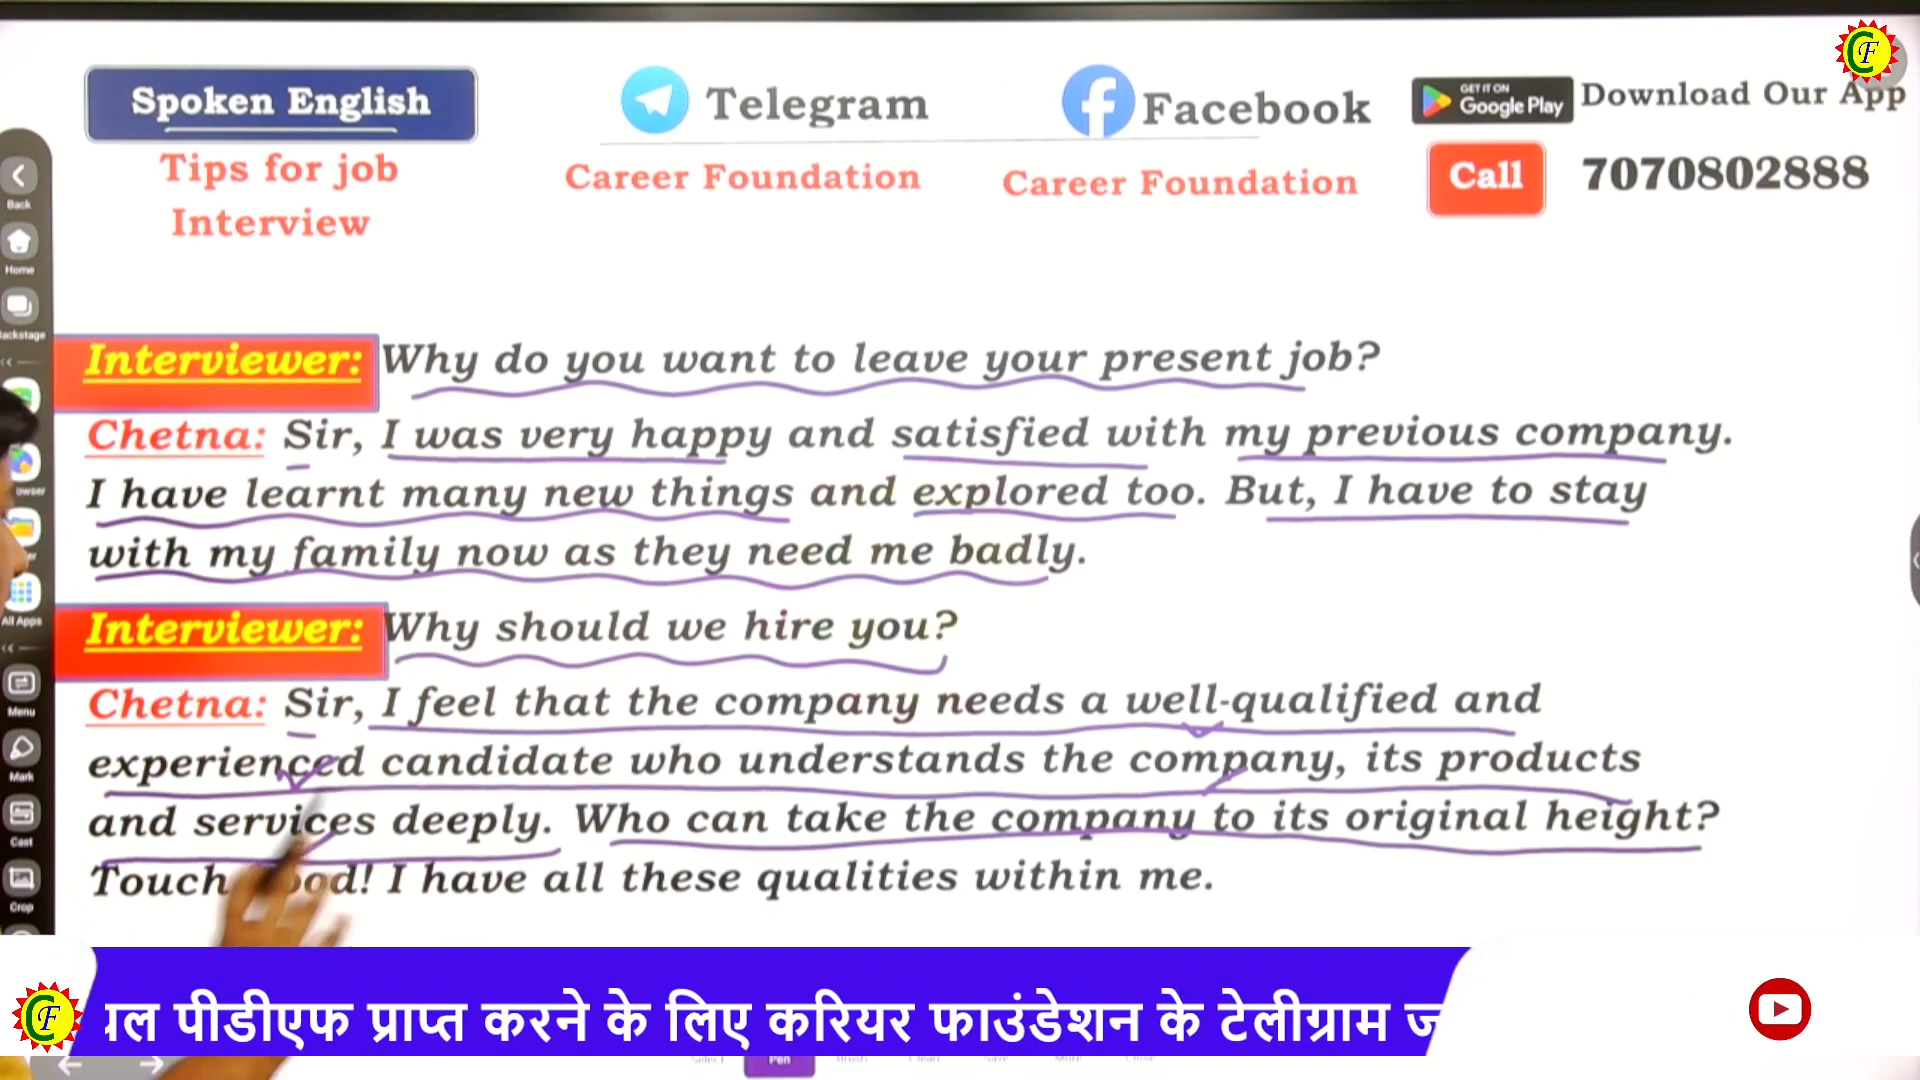 Spoken English
Tips for job
Interview
Telegram
Career Foundation
Facebook
Career Foundation
GET IT ON
Google Play
Download Our App
Call 7070802888
CF
Back
Home
Backstage
Interviewer: Why do you want to leave your present job?
Chetna: Sir, I was very happy and satisfied with my previous company.
I have learnt many new things and explored too. But, I have to stay
with my family now as they need me badly.
All Apps
Interviewer: Why should we hire you?
Chetna: Sir, I feel that the company needs a well-qualified and
experienced candidate who understands the company, its products
and services deeply. Who can take the company to its original height?
Touch! I have all these qualities within me.
Menu
Mark
Cast
Crop
CF
पीडीएफ प्राप्त करने के लिए करियर फाउंडेशन के टेलीग्राम
Pen